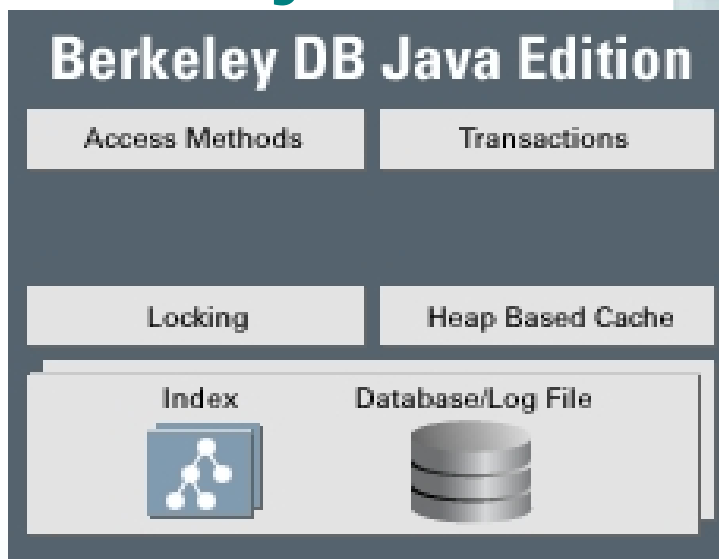 Berkeley DB Java Edition
Access Methods
Transactions
Locking
Heap Based Cache
Index
Database/Log File